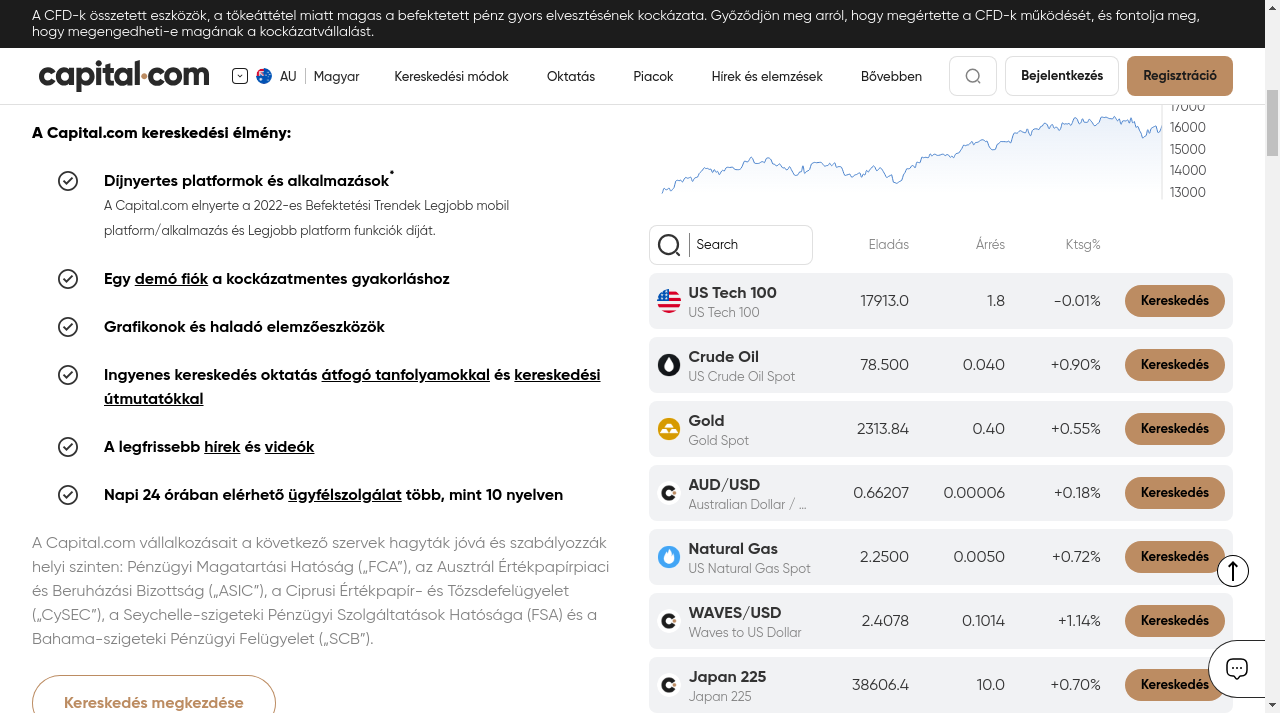 A CFD-k összetett eszközök, a tőkeáttétel miatt magas a befektetett pénz gyors elvesztésének kockázata. Győződjön meg arról, hogy megértette a CFD-k működését, és fontolja meg,
hogy megengedheti-e magának a kockázatvállalást.
capital.com
AU
Magyar
Kereskedési módok
Oktatás
Piacok
Hírek és elemzések
Bővebben
Bejelentkezés
Regisztráció
A Capital.com kereskedési élmény:
Díjnyertes platformok és alkalmazások*
A Capital.com elnyerte a 2022-es Befektetési Trendek Legjobb mobil
platform/alkalmazás és Legjobb platform funkciók díját.
Egy demó fiók a kockázatmentes gyakorláshoz
Grafikonok és haladó elemzőeszközök
Ingyenes kereskedés oktatás átfogó tanfolyamokkal és kereskedési
útmutatókkal
A legfrissebb hírek és videók
Napi 24 órában elérhető ügyfélszolgálat több, mint 10 nyelven
A Capital.com vállalkozásait a következő szervek hagyták jóvá és szabályozzák
helyi szinten: Pénzügyi Magatartási Hatóság („FCA”), az Ausztrál Értékpapírpiaci
és Beruházási Bizottság („ASIC”), a Ciprusi Értékpapír- és Tőzsdefelügyelet
(„CySEC”), a Seychelle-szigeteki Pénzügyi Szolgáltatások Hatósága (FSA) és a
Bahama-szigeteki Pénzügyi Felügyelet („SCB”).
Kereskedés megkezdése
17000
16000
15000
14000
13000
Search
Eladás
Árrés
Ktsg%
US Tech 100
US Tech 100
17913.0
1.8
-0.01%
Kereskedés
Crude Oil
US Crude Oil Spot
78.500
0.040
+0.90%
Kereskedés
Gold
Gold Spot
2313.84
0.40
+0.55%
Kereskedés
AUD/USD
Australian Dollar / ...
0.66207
0.00006
+0.18%
Kereskedés
Natural Gas
US Natural Gas Spot
2.2500
0.0050
+0.72%
Kereskedés
WAVES/USD
Waves to US Dollar
2.4078
0.1014
+1.14%
Kereskedés
Japan 225
Japan 225
38606.4
10.0
+0.70%
Kereskedés